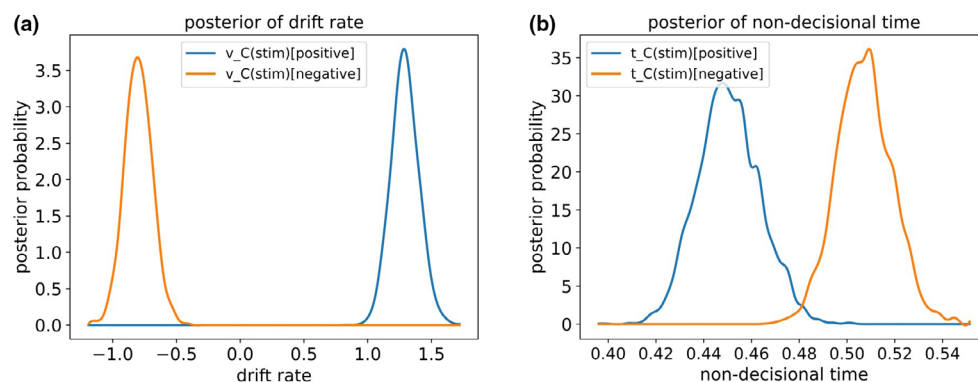 (a)
posterior of drift rate
v_C(stim)[positive]
v_C(stim)[negative]
posterior probability
3.5
3.0
2.5
2.0
1.5
1.0
0.5
0.0
−1.0 −0.5 0.0 0.5 1.0 1.5
drift rate
(b)
posterior of non-decisional time
t_C(stim)[positive]
t_C(stim)[negative]
posterior probability
35
30
25
20
15
10
5
0
0.40 0.42 0.44 0.46 0.48 0.50 0.52 0.54
non-decisional time